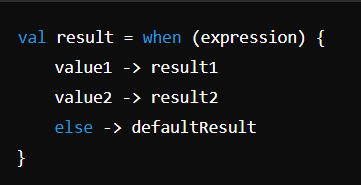 val result = when (expression) {
    value1 -> result1
    value2 -> result2
    else -> defaultResult
}